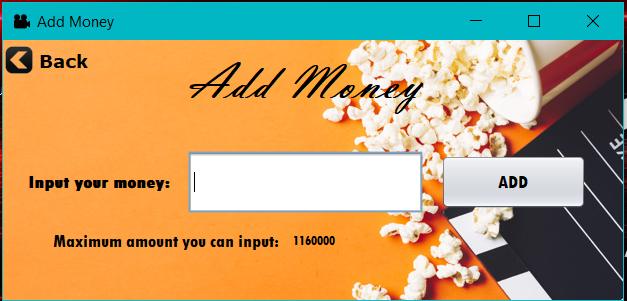 Add Money
Back
Add Money
Input your money:
ADD
Maximum amount you can input: 1160000